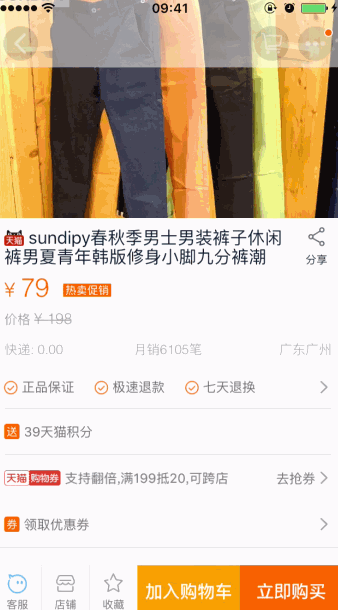 09:41
天猫 sundipy春秋季男士男装裤子休闲
裤男夏青年韩版修身小脚九分裤潮
分享
¥ 79 热卖促销
价格 ¥ 198
快递: 0.00 月销6105笔 广东广州
正品保证 极速退款 七天退换
送 39天猫积分
天猫 购物券 支持翻倍,满199抵20,可跨店 去抢券
券 领取优惠券
客服 店铺 收藏 加入购物车 立即购买